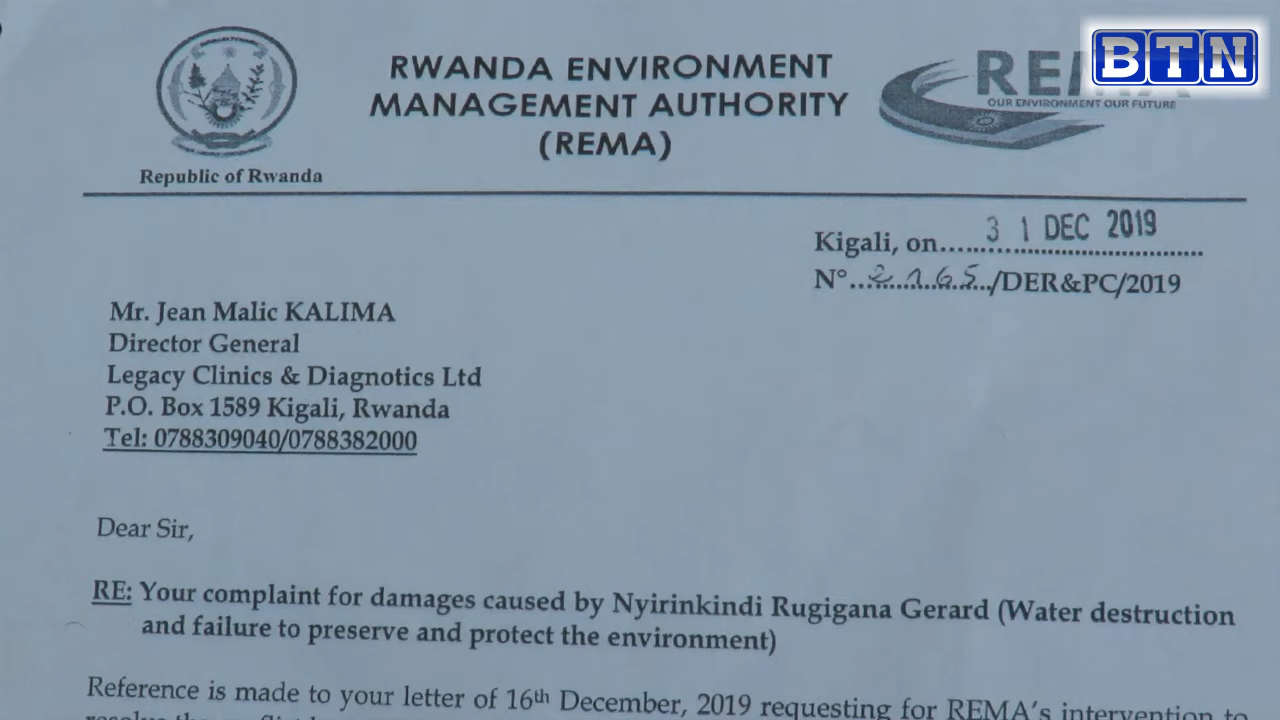 BTN
RWANDA ENVIRONMENT
MANAGEMENT AUTHORITY
(REMA)
OUR ENVIRONMENT OUR FUTURE
Republic of Rwanda
Kigali, on..... 3 1 DEC 2019
N°...2165.../DER&PC/2019
Mr. Jean Malic KALIMA
Director General
Legacy Clinics & Diagnotics Ltd
P.O. Box 1589 Kigali, Rwanda
Tel: 0788309040/0788382000
Dear Sir,
RE: Your complaint for damages caused by Nyirinkindi Rugigana Gerard (Water destruction
and failure to preserve and protect the environment)
Reference is made to your letter of 16th December, 2019 requesting for REMA's intervention to